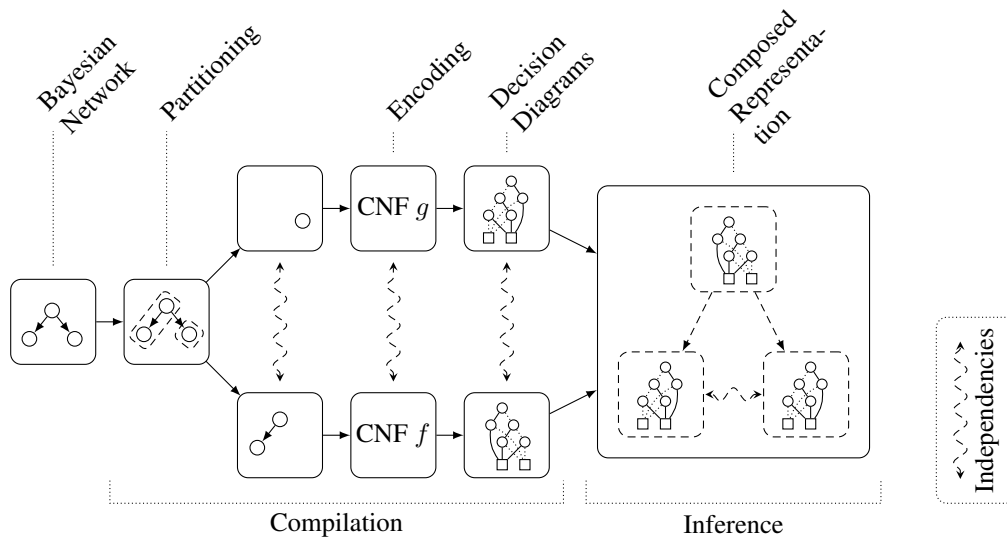 Bayesian
Network
Partitioning
Encoding
Decision
Diagrams
Composed
Representa-
tion
CNF g
CNF f
Compilation
Inference
Independencies